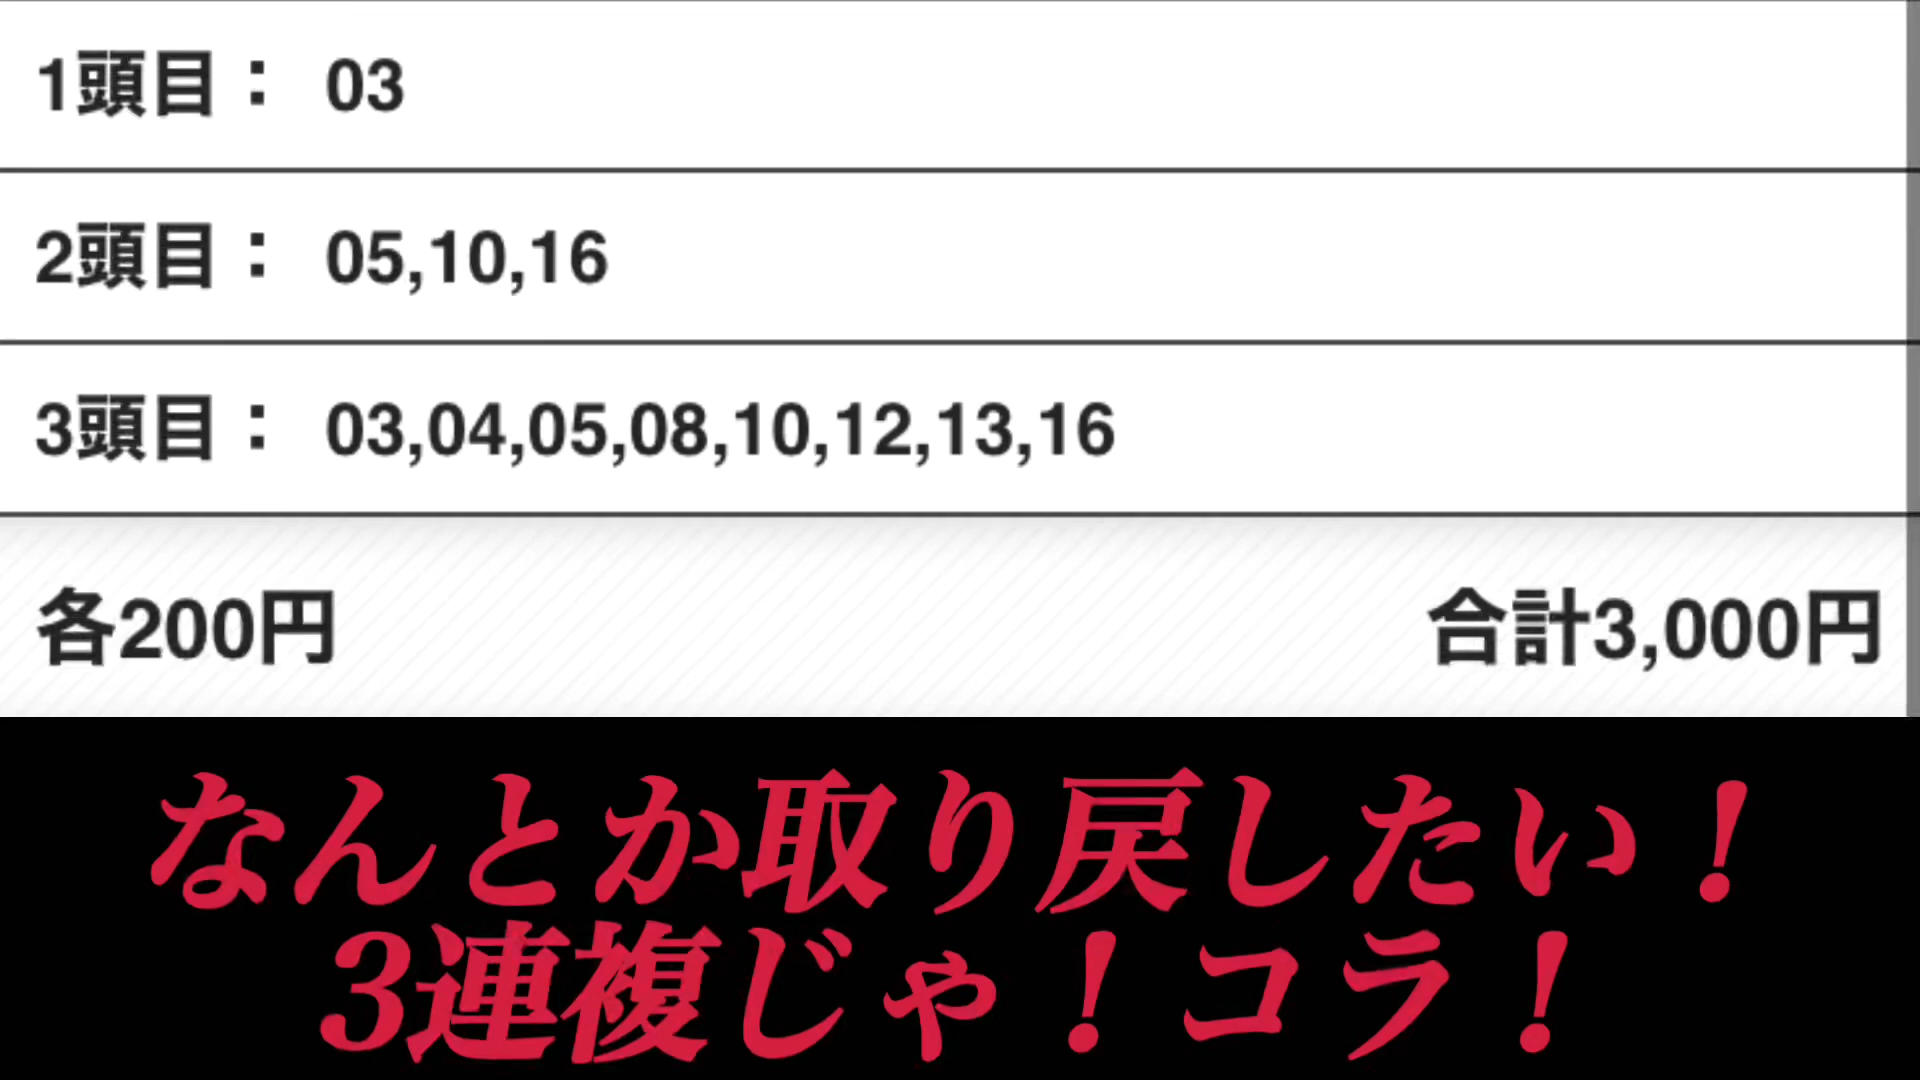 1頭目： 03
2頭目： 05,10,16
3頭目： 03,04,05,08,10,12,13,16
各200円 合計3,000円
なんとか取り戻したい！
3連複じゃ！コラ！